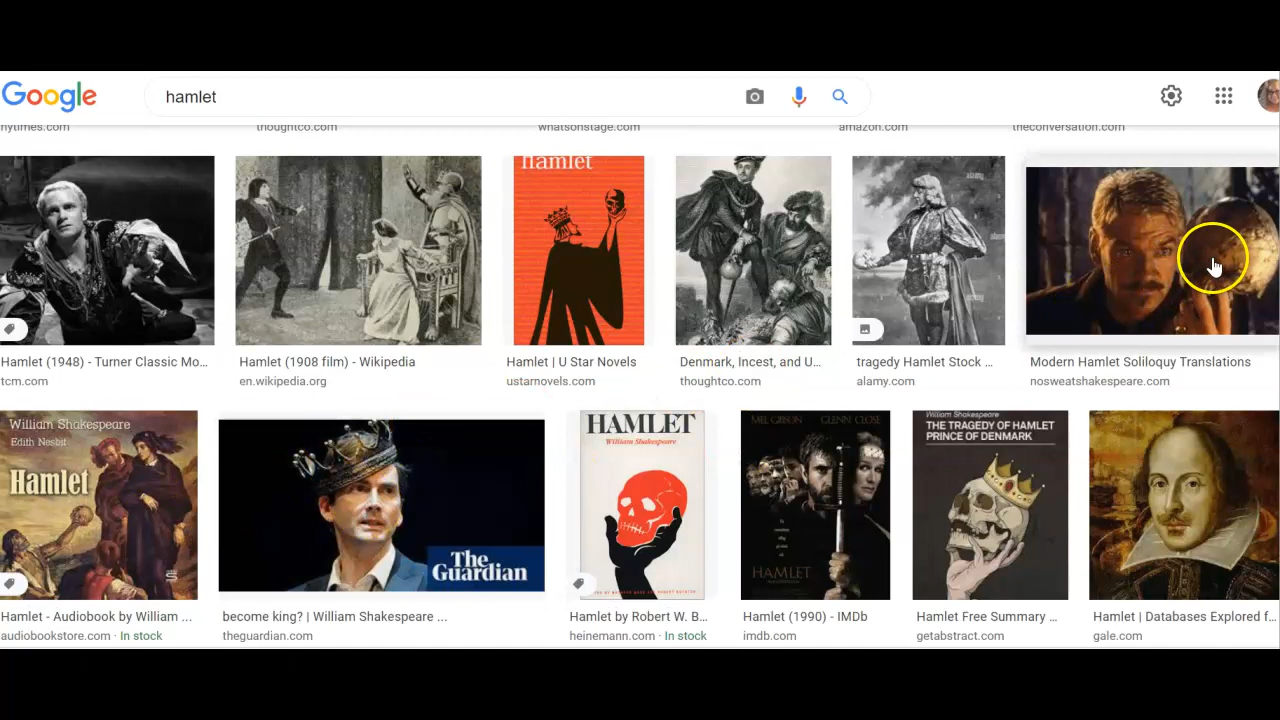 Google
hamlet
nytimes.com
thoughtco.com
whatsonstage.com
amazon.com
theconversation.com
hamlet
alamy
alamy
Hamlet (1948) - Turner Classic Mo...
Hamlet (1908 film) - Wikipedia
Hamlet | U Star Novels
Denmark, Incest, and U...
tragedy Hamlet Stock ...
Modern Hamlet Soliloquy Translations
tcm.com
en.wikipedia.org
ustarnovels.com
thoughtco.com
alamy.com
nosweatshakespeare.com
William Shakespeare
Edith Nesbit
Hamlet
The
Guardian
HAMLET
William Shakespeare
MEL GIBSON GLENN CLOSE
HAMLET
William Shakespeare
THE TRAGEDY OF HAMLET
PRINCE OF DENMARK
Hamlet - Audiobook by William ...
become king? | William Shakespeare ...
Hamlet by Robert W. B...
Hamlet (1990) - IMDb
Hamlet Free Summary ...
Hamlet | Databases Explored f...
audiobookstore.com · In stock
theguardian.com
heinemann.com · In stock
imdb.com
getabstract.com
gale.com